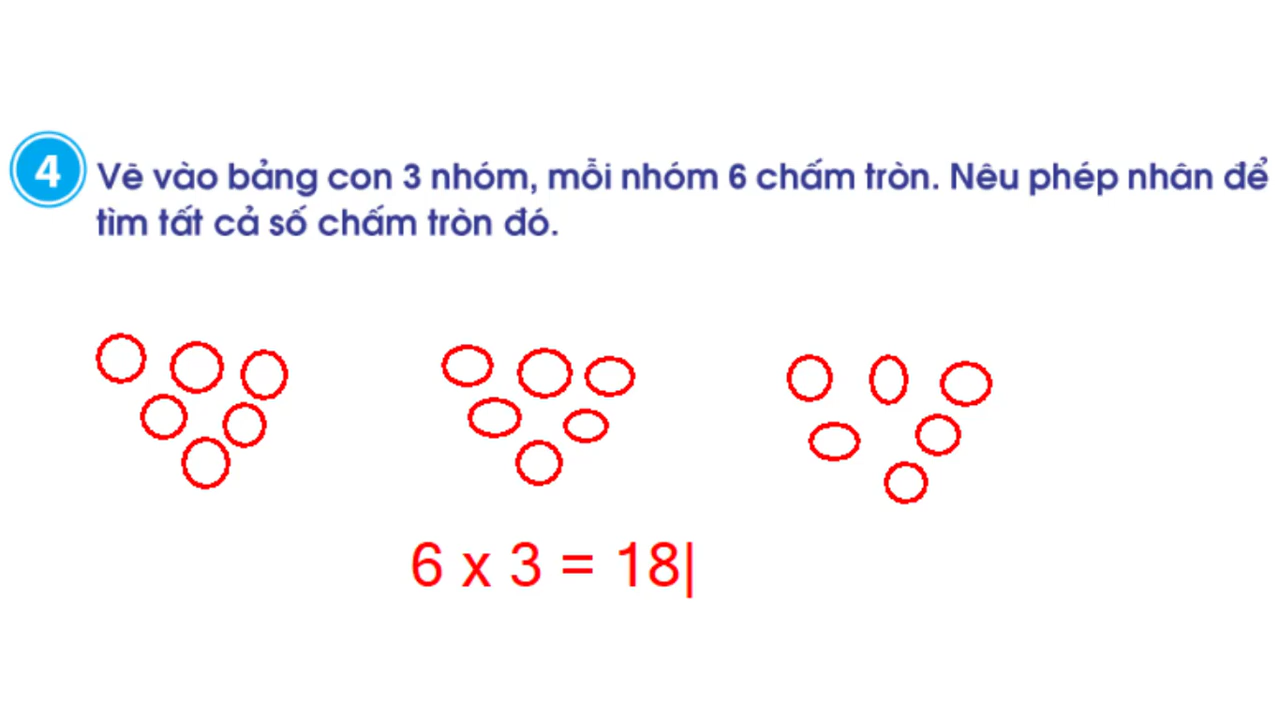 4
Vẽ vào bảng con 3 nhóm, mỗi nhóm 6 chấm tròn. Nêu phép nhân để
tìm tất cả số chấm tròn đó.
6 x 3 = 18